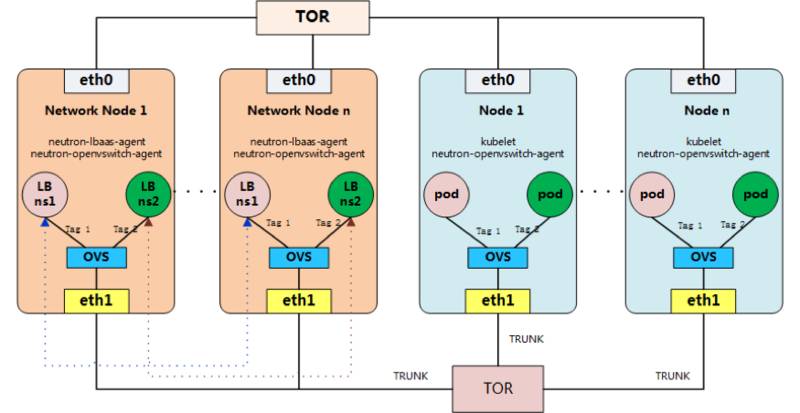 TOR
eth0
eth0
eth0
eth0
Network Node 1
Network Node n
Node 1
Node n
neutron-lbaas-agent
neutron-openvswitch-agent
neutron-lbaas-agent
neutron-openvswitch-agent
kubelet
neutron-openvswitch-agent
kubelet
neutron-openvswitch-agent
LB
ns1
LB
ns2
LB
ns1
LB
ns2
pod
pod
pod
pod
Tag 1
Tag 2
Tag 1
Tag 2
Tag 1
Tag 2
Tag 1
Tag 2
OVS
OVS
OVS
OVS
eth1
eth1
eth1
eth1
TRUNK
TRUNK
TOR
TRUNK